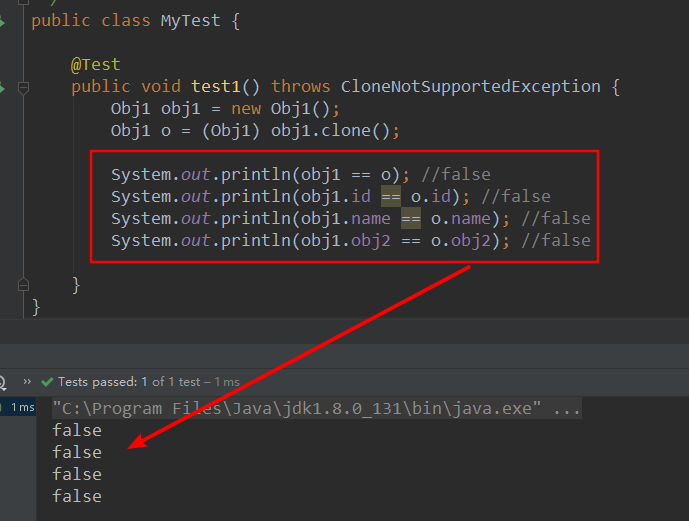 public class MyTest {
@Test
public void test1() throws CloneNotSupportedException {
Obj1 obj1 = new Obj1();
Obj1 o = (Obj1) obj1.clone();
System.out.println(obj1 == o); //false
System.out.println(obj1.id == o.id); //false
System.out.println(obj1.name == o.name); //false
System.out.println(obj1.obj2 == o.obj2); //false
}
}
» Tests passed: 1 of 1 test – 1 ms
1 ms "C:\Program Files\Java\jdk1.8.0_131\bin\java.exe" ...
false
false
false
false